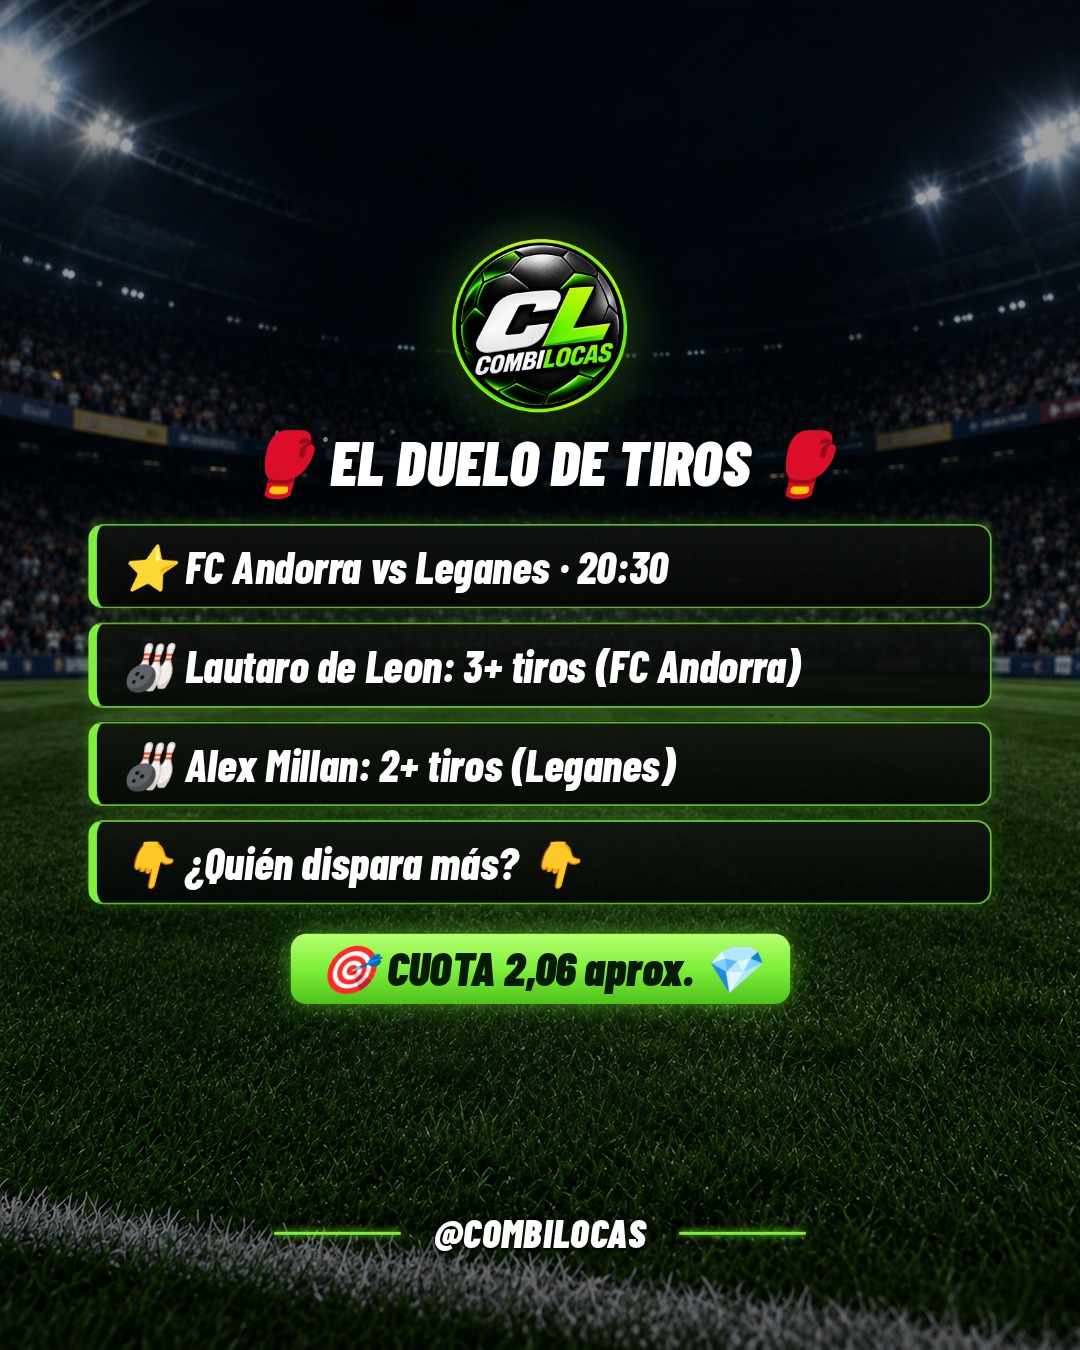 CL
COMBILOCAS
EL DUELO DE TIROS
FC Andorra vs Leganes · 20:30
Lautaro de Leon: 3+ tiros (FC Andorra)
Alex Millan: 2+ tiros (Leganes)
¿Quién dispara más?
CUOTA 2,06 aprox.
@COMBILOCAS